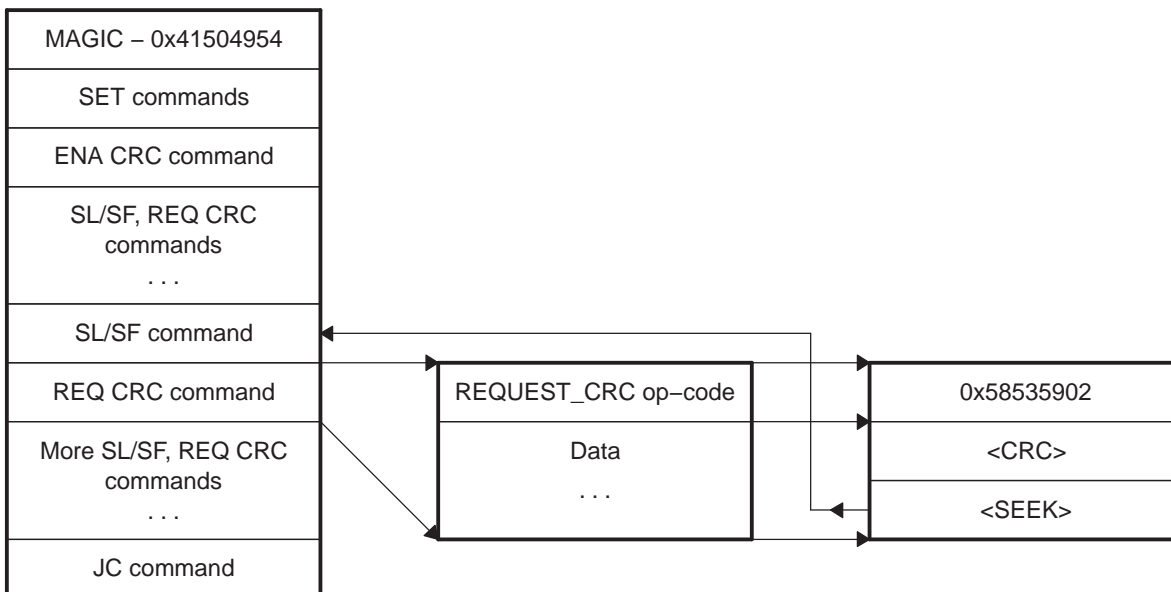 MAGIC – 0x41504954
SET commands
ENA CRC command
SL/SF, REQ CRC
commands
. . .
SL/SF command
REQ CRC command
More SL/SF, REQ CRC
commands
. . .
JC command
REQUEST_CRC op–code
Data
. . .
0x58535902
<CRC>
<SEEK>